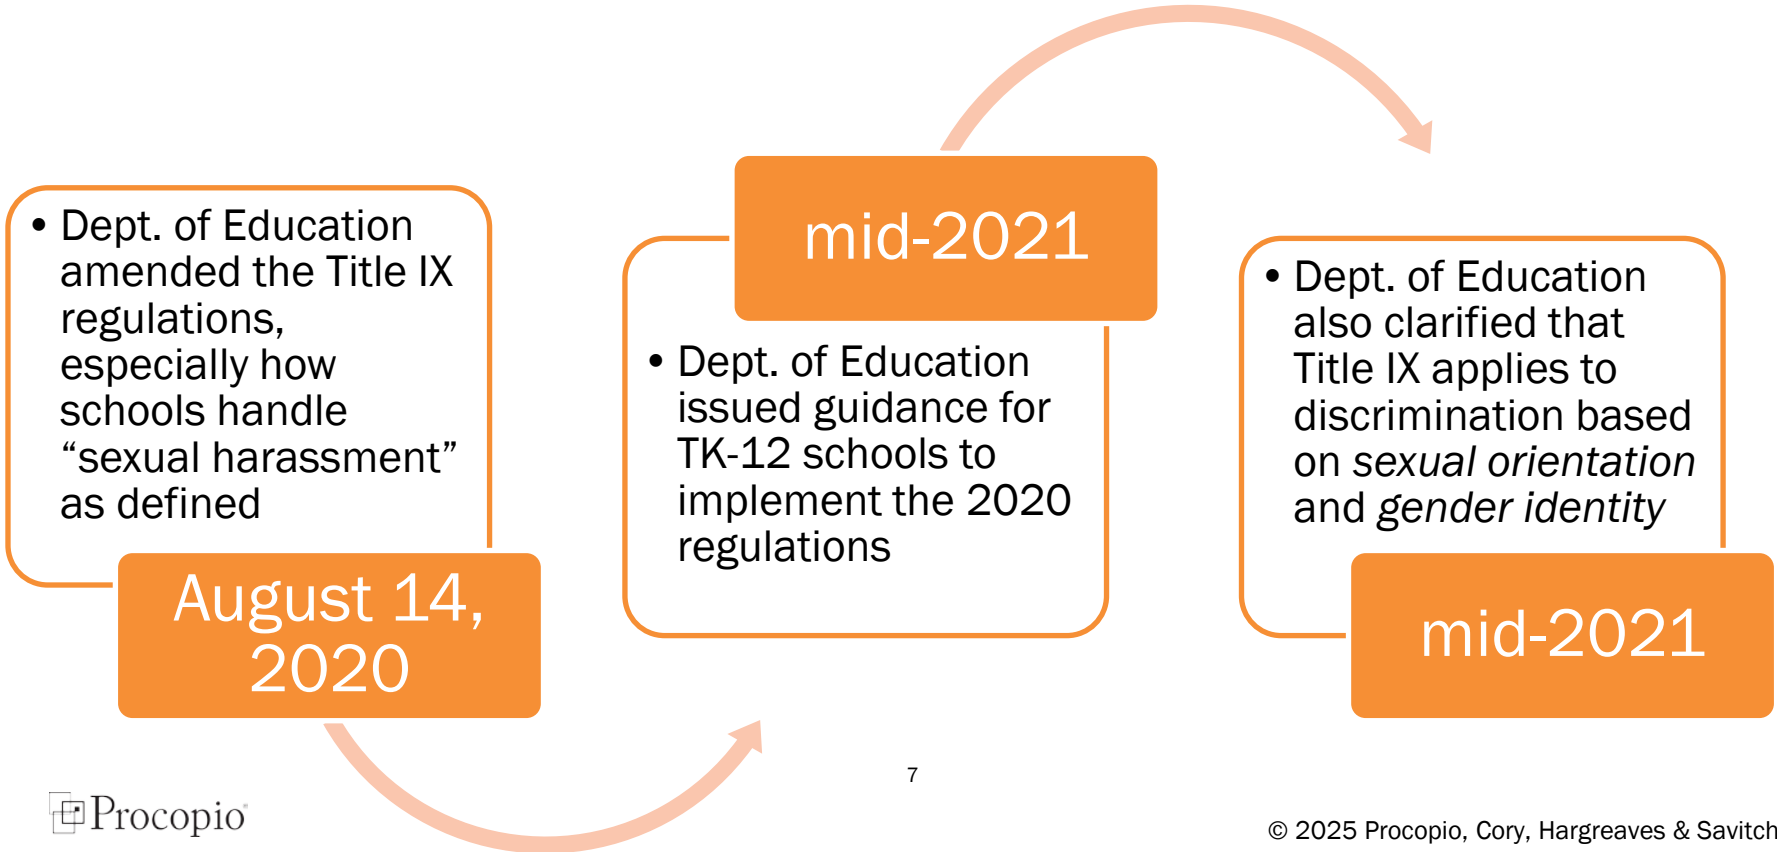 • Dept. of Education
amended the Title IX
regulations,
especially how
schools handle
“sexual harassment”
as defined
August 14,
2020
mid-2021
• Dept. of Education
issued guidance for
TK-12 schools to
implement the 2020
regulations
• Dept. of Education
also clarified that
Title IX applies to
discrimination based
on sexual orientation
and gender identity
mid-2021
7
Procopio®
© 2025 Procopio, Cory, Hargreaves & Savitch